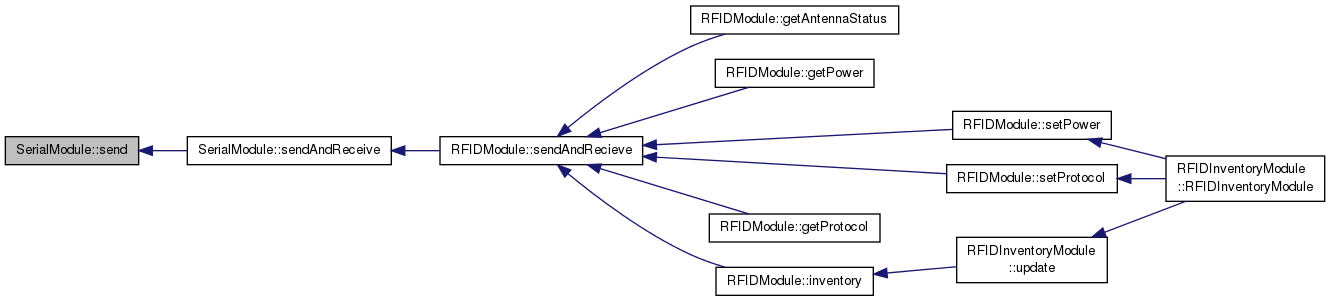 SerialModule::send
SerialModule::sendAndReceive
RFIDModule::sendAndRecieve
RFIDModule::getAntennaStatus
RFIDModule::getPower
RFIDModule::setPower
RFIDModule::setProtocol
RFIDModule::getProtocol
RFIDModule::inventory
RFIDInventoryModule
::update
RFIDInventoryModule
::RFIDInventoryModule